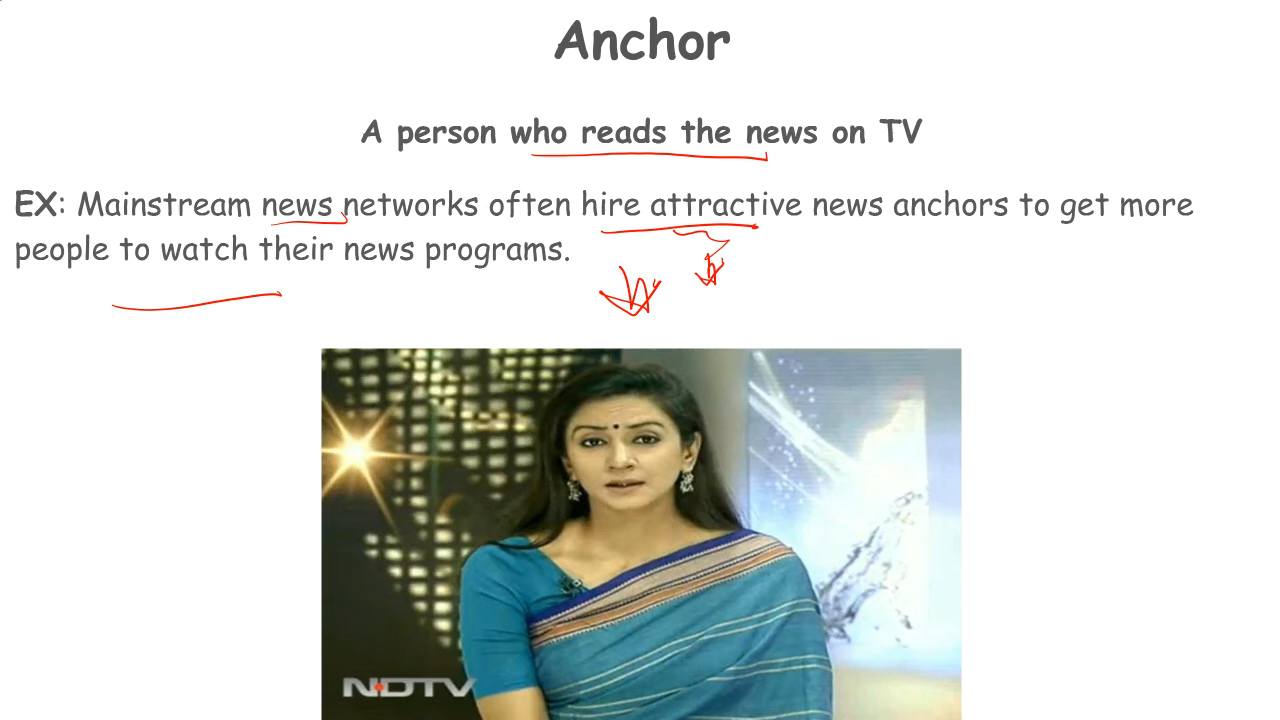 Anchor
A person who reads the news on TV
EX: Mainstream news networks often hire attractive news anchors to get more
people to watch their news programs.
NDTV